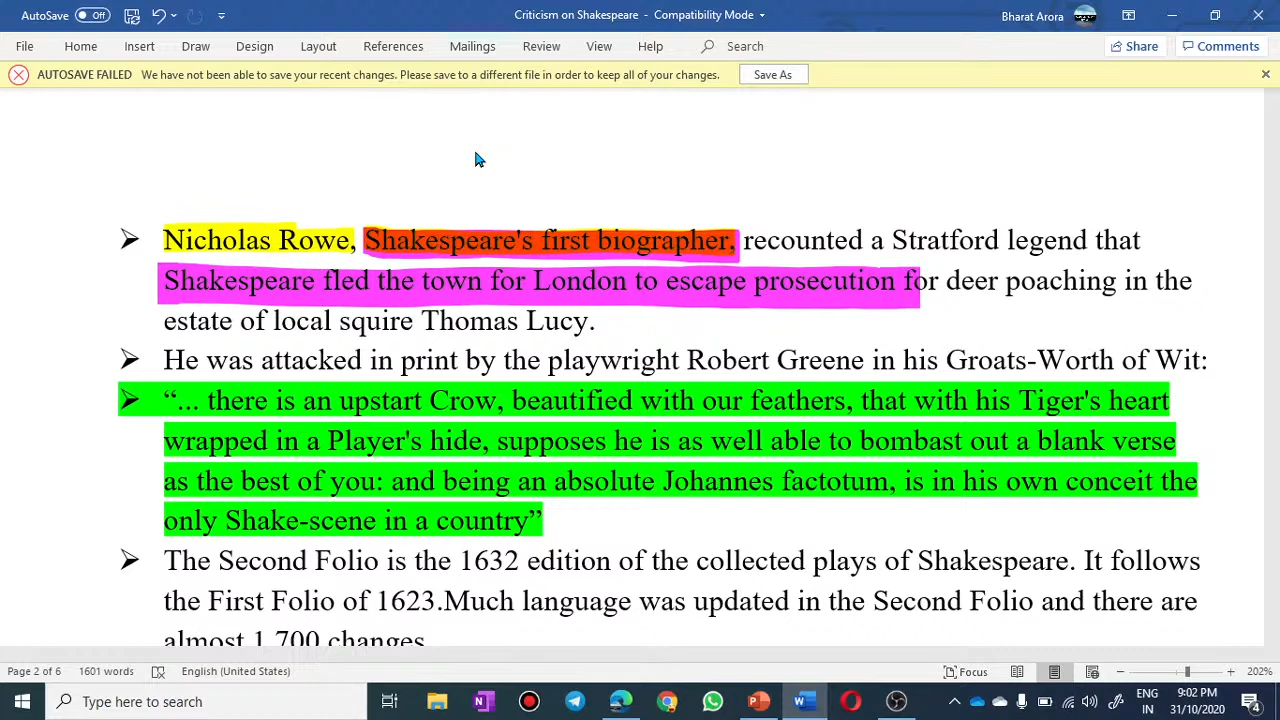 AutoSave Off Criticism on Shakespeare - Compatibility Mode Bharat Arora
File Home Insert Draw Design Layout References Mailings Review View Help Search Share Comments
AUTOSAVE FAILED We have not been able to save your recent changes. Please save to a different file in order to keep all of your changes. Save As
➢ Nicholas Rowe, Shakespeare's first biographer, recounted a Stratford legend that
Shakespeare fled the town for London to escape prosecution for deer poaching in the
estate of local squire Thomas Lucy.
➢ He was attacked in print by the playwright Robert Greene in his Groats-Worth of Wit:
➢ “... there is an upstart Crow, beautified with our feathers, that with his Tiger's heart
wrapped in a Player's hide, supposes he is as well able to bombast out a blank verse
as the best of you: and being an absolute Johannes factotum, is in his own conceit the
only Shake-scene in a country”
➢ The Second Folio is the 1632 edition of the collected plays of Shakespeare. It follows
the First Folio of 1623.Much language was updated in the Second Folio and there are
almost 1,700 changes.
Page 2 of 6 1601 words English (United States) Focus 202%
Type here to search ENG 9:02 PM
IN 31/10/2020 4